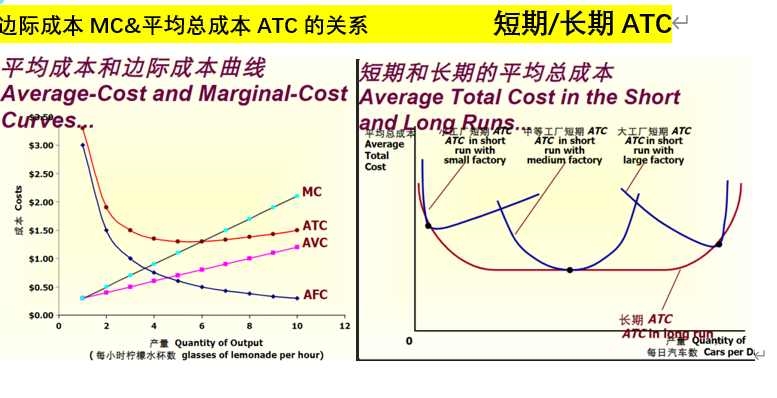 边际成本 MC&平均总成本 ATC 的关系
短期/长期 ATC
平均成本和边际成本曲线
Average-Cost and Marginal-Cost
Curves...
$3.50
$3.00
$2.50
$2.00
$1.50
$1.00
$0.50
$0.00
成本 Costs
MC
ATC
AVC
AFC
0
2
4
6
8
10
12
产量 Quantity of Output
(每小时柠檬水杯数 glasses of lemonade per hour)
短期和长期的平均总成本
Average Total Cost in the Short
and Long Runs...
平均总成本
Average
Total
Cost
小工厂短期 ATC
ATC in short
run with
small factory
中等工厂短期 ATC
ATC in short
run with
medium factory
大工厂短期 ATC
ATC in short
run with
large factory
长期 ATC
ATC in long run
0
产量 Quantity of
每日汽车数 Cars per D